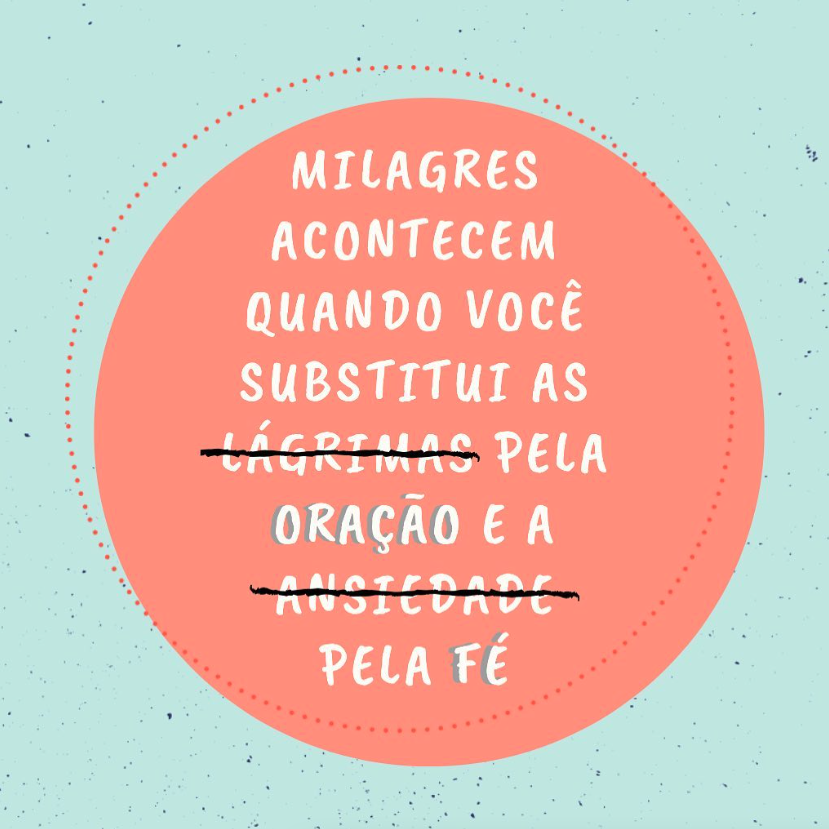 MILAGRES
ACONTECEM
QUANDO VOCÊ
SUBSTITUI AS
LÁGRIMAS PELA
ORAÇÃO E A
ANSIEDADE
PELA FÉ